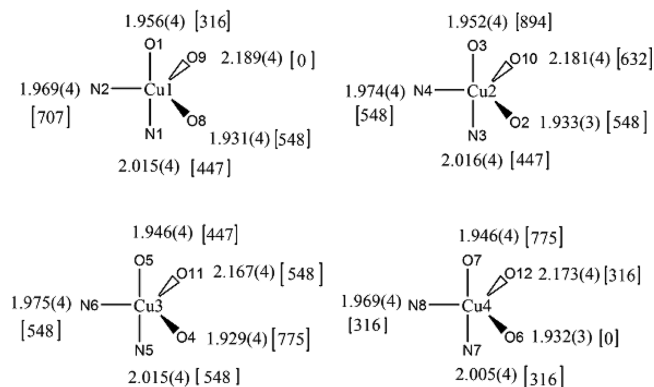 1.956(4) [316]
O1
O9
2.189(4) [0]
1.969(4)
[707]
N2
Cu1
N1
O8
1.931(4) [548]
2.015(4) [447]
1.952(4) [894]
O3
O10
2.181(4) [632]
1.974(4)
[548]
N4
Cu2
N3
O2
1.933(3) [548]
2.016(4) [447]
1.946(4) [447]
O5
O11
2.167(4) [548]
1.975(4)
[548]
N6
Cu3
N5
O4
1.929(4) [775]
2.015(4) [548]
1.946(4) [775]
O7
O12
2.173(4) [316]
1.969(4)
[316]
N8
Cu4
N7
O6
1.932(3) [0]
2.005(4) [316]